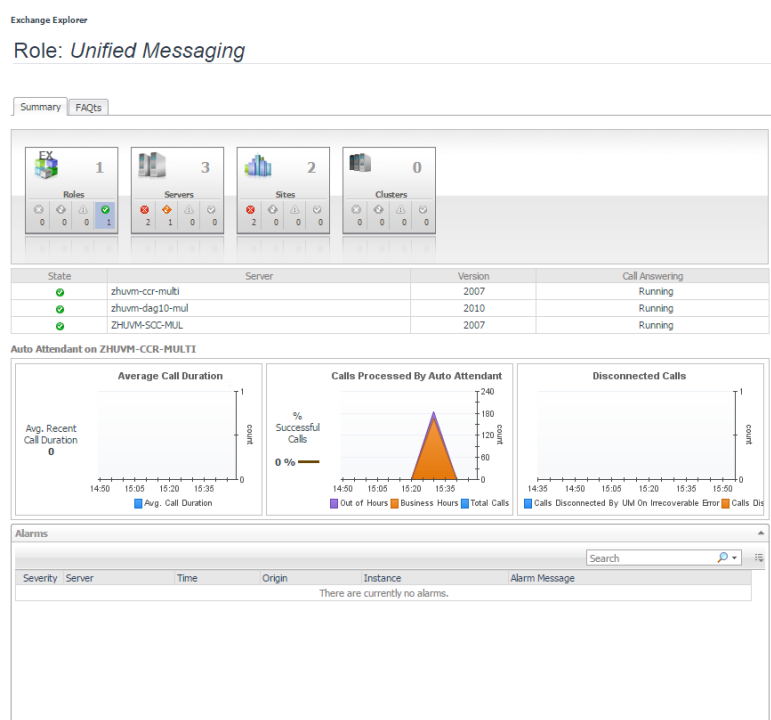 Exchange Explorer
Role: Unified Messaging
Summary FAQts
EX 1 3 2 0
Roles Servers Sites Clusters
0 0 0 1 2 1 0 0 2 0 0 0 0 0 0 0
State Server Version Call Answering
zhuvm-ccr-multi 2007 Running
zhuvm-dag10-mul 2010 Running
ZHUVM-SCC-MUL 2007 Running
Auto Attendant on ZHUVM-CCR-MULTI
Average Call Duration
Avg. Recent
Call Duration
0
1
0
count
14:50 15:05 15:20 15:35
Avg. Call Duration
Calls Processed By Auto Attendant
%
Successful
Calls
0 %
240
180
120
60
0
count
14:50 15:05 15:20 15:35
Out of Hours Business Hours Total Calls
Disconnected Calls
1
0
count
14:35 14:50 15:05 15:20 15:35 15:50
Calls Disconnected By UM On Irrecoverable Error Calls Dis
Alarms
Search
Severity Server Time Origin Instance Alarm Message
There are currently no alarms.